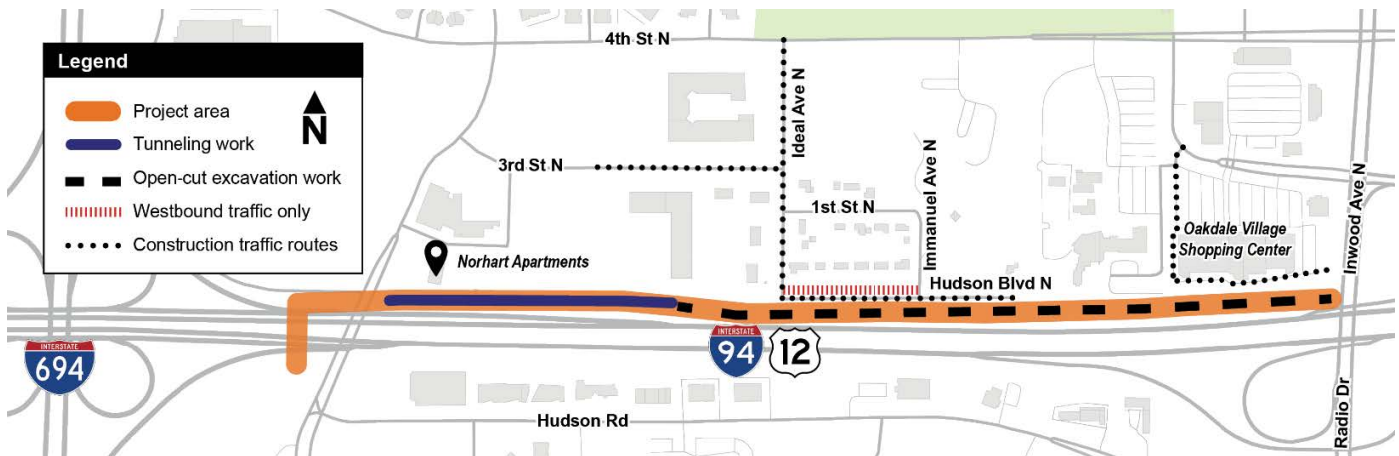 4th St N
Legend
Project area
N
Tunneling work
Open-cut excavation work
Westbound traffic only
Construction traffic routes
3rd St N
Ideal Ave N
1st St N
Immanuel Ave N
Inwood Ave N
Oakdale Village
Shopping Center
Norhart Apartments
Hudson Blvd N
INTERSTATE
694
INTERSTATE
94
12
Hudson Rd
Radio Dr